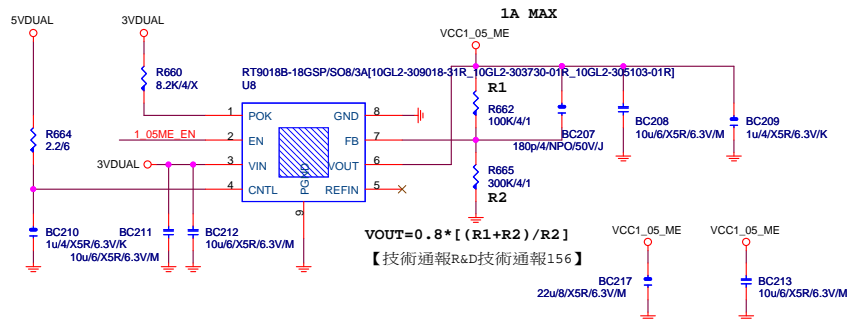 1A MAX
5VDUAL
3VDUAL
VCC1_05_ME
R660
8.2K/4/X
RT9018B-18GSP/SO8/3A[10GL2-309018-31R_10GL2-303730-01R_10GL2-305103-01R]
U8
R1
R662
100K/4/1
R664
2.2/6
1 POK
GND 8
1_05ME_EN
2 EN
FB 7
3VDUAL
3 VIN
VOUT 6
4 CNTL
REFIN 5
PGND
9
BC207
180p/4/NPO/50V/J
BC208
10u/6/X5R/6.3V/M
BC209
1u/4/X5R/6.3V/K
R665
300K/4/1
R2
BC210
1u/4/X5R/6.3V/K
BC211
10u/6/X5R/6.3V/M
BC212
10u/6/X5R/6.3V/M
VOUT=0.8*[(R1+R2)/R2]
【技術通報R&D技術通報156】
VCC1_05_ME
VCC1_05_ME
BC217
22u/8/X5R/6.3V/M
BC213
10u/6/X5R/6.3V/M